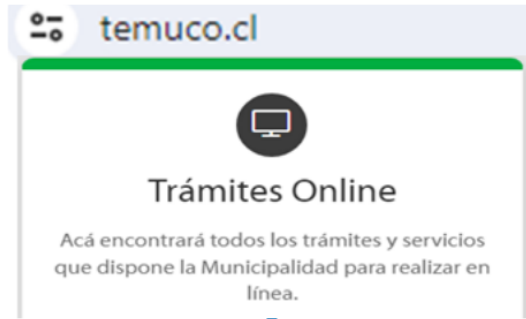 temuco.cl
Trámites Online
Acá encontrará todos los trámites y servicios
que dispone la Municipalidad para realizar en
línea.